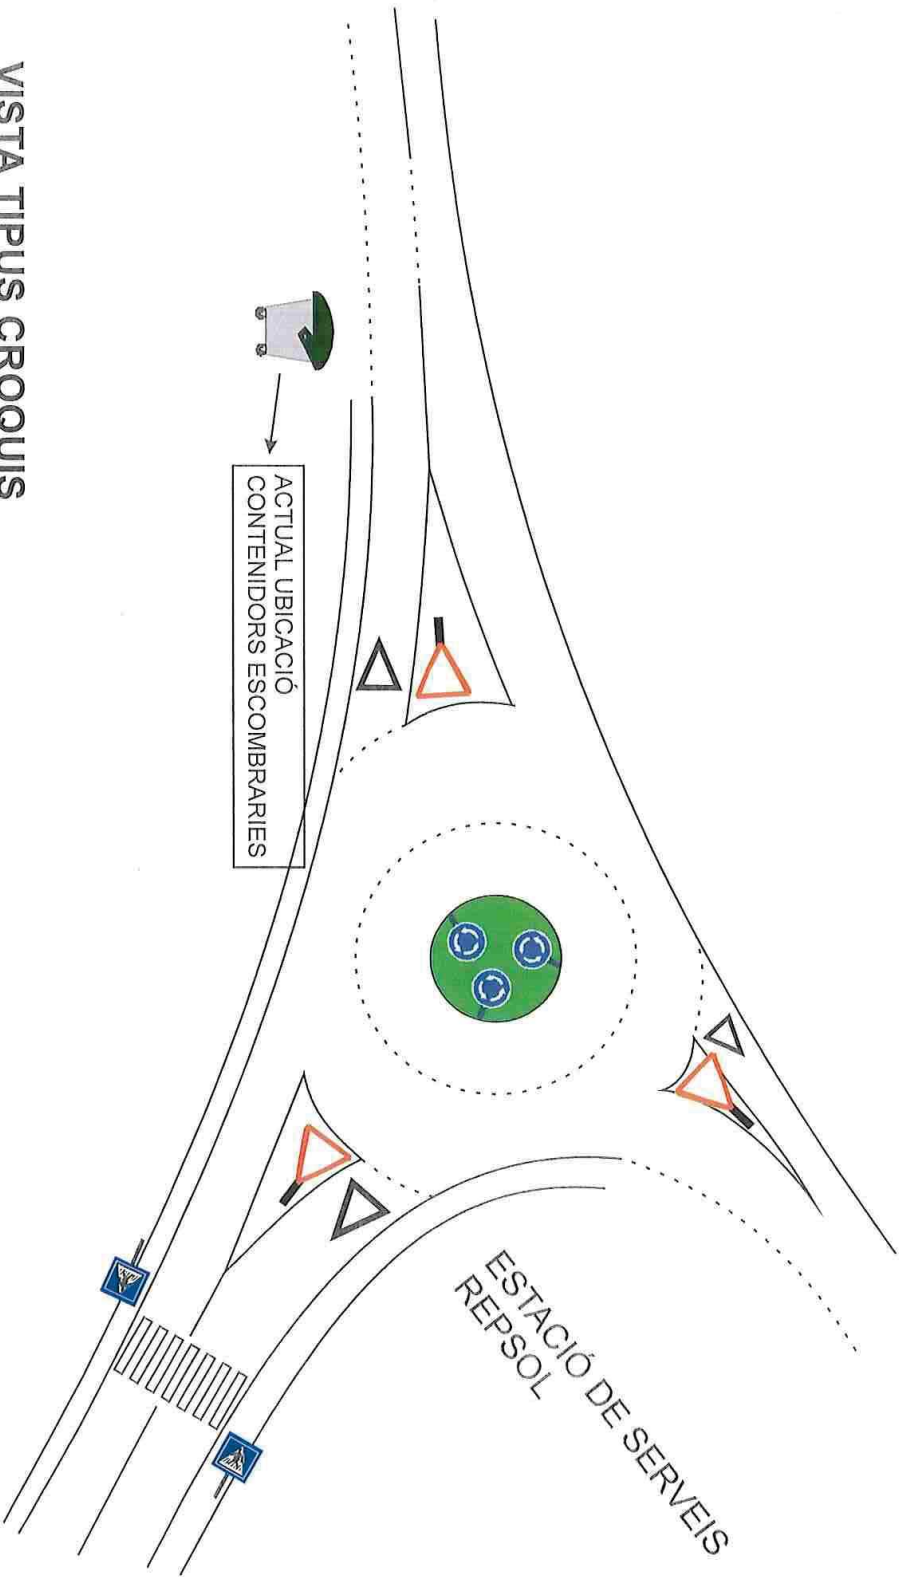 VISTA TIPUS CROQUIS
ACTUAL UBICACIÓ
CONTENIDORS ESCOMBRARIES
ESTACIÓ DE SERVEIS
REPSOL